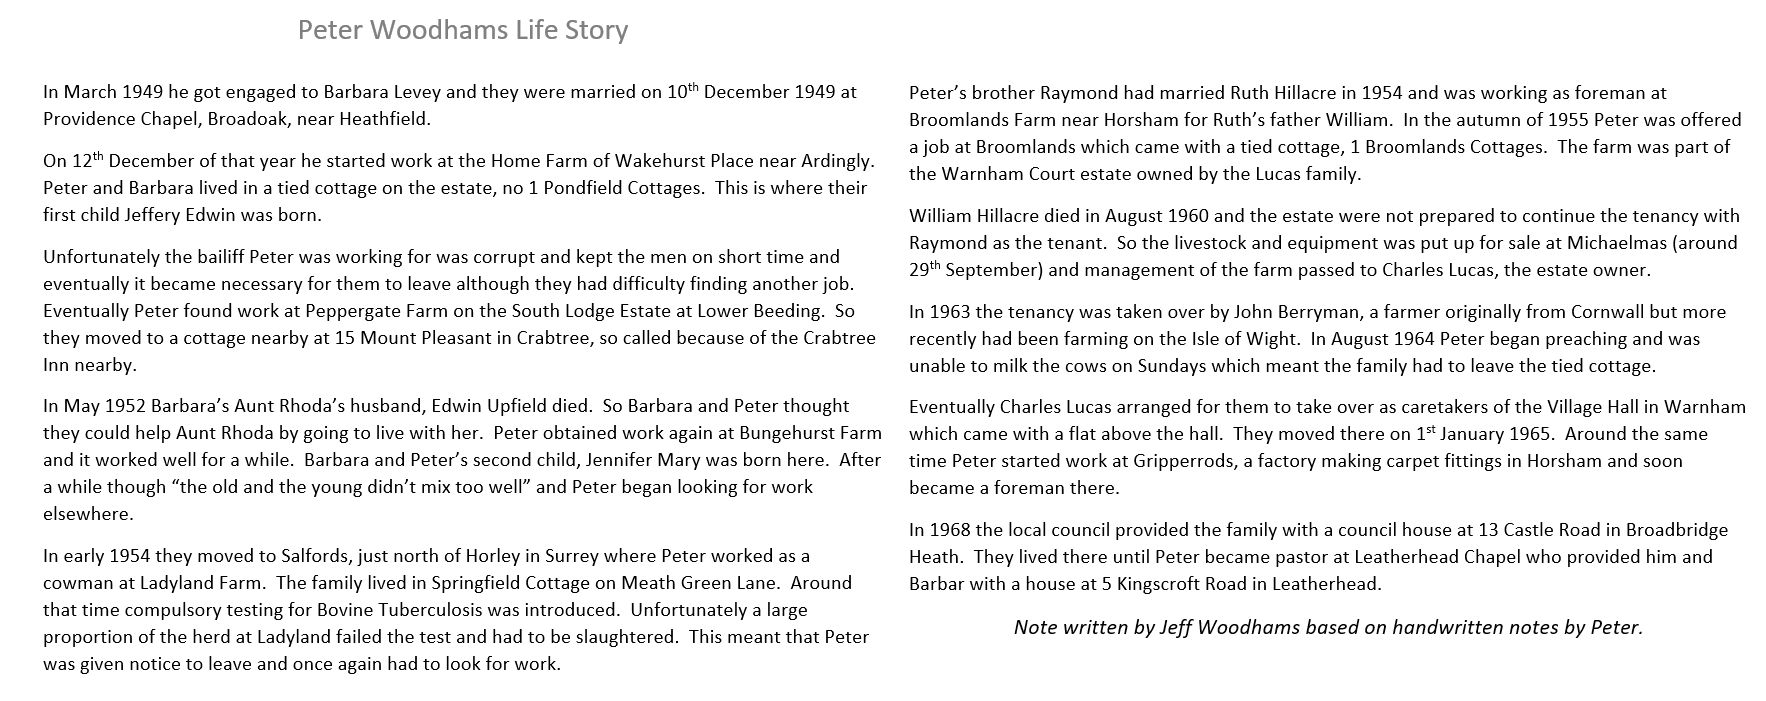 Peter Woodhams Life Story
In March 1949 he got engaged to Barbara Levey and they were married on 10th December 1949 at
Providence Chapel, Broadoak, near Heathfield.
On 12th December of that year he started work at the Home Farm of Wakehurst Place near Ardingly.
Peter and Barbara lived in a tied cottage on the estate, no 1 Pondfield Cottages.  This is where their
first child Jeffery Edwin was born.
Unfortunately the bailiff Peter was working for was corrupt and kept the men on short time and
eventually it became necessary for them to leave although they had difficulty finding another job.
Eventually Peter found work at Peppergate Farm on the South Lodge Estate at Lower Beeding.  So
they moved to a cottage nearby at 15 Mount Pleasant in Crabtree, so called because of the Crabtree
Inn nearby.
In May 1952 Barbara’s Aunt Rhoda’s husband, Edwin Upfield died.  So Barbara and Peter thought
they could help Aunt Rhoda by going to live with her.  Peter obtained work again at Bungehurst Farm
and it worked well for a while.  Barbara and Peter’s second child, Jennifer Mary was born here.  After
a while though “the old and the young didn’t mix too well” and Peter began looking for work
elsewhere.
In early 1954 they moved to Salfords, just north of Horley in Surrey where Peter worked as a
cowman at Ladyland Farm.  The family lived in Springfield Cottage on Meath Green Lane.  Around
that time compulsory testing for Bovine Tuberculosis was introduced.  Unfortunately a large
proportion of the herd at Ladyland failed the test and had to be slaughtered.  This meant that Peter
was given notice to leave and once again had to look for work.
Peter’s brother Raymond had married Ruth Hillacre in 1954 and was working as foreman at
Broomlands Farm near Horsham for Ruth’s father William.  In the autumn of 1955 Peter was offered
a job at Broomlands which came with a tied cottage, 1 Broomlands Cottages.  The farm was part of
the Warnham Court estate owned by the Lucas family.
William Hillacre died in August 1960 and the estate were not prepared to continue the tenancy with
Raymond as the tenant.  So the livestock and equipment was put up for sale at Michaelmas (around
29th September) and management of the farm passed to Charles Lucas, the estate owner.
In 1963 the tenancy was taken over by John Berryman, a farmer originally from Cornwall but more
recently had been farming on the Isle of Wight.  In August 1964 Peter began preaching and was
unable to milk the cows on Sundays which meant the family had to leave the tied cottage.
Eventually Charles Lucas arranged for them to take over as caretakers of the Village Hall in Warnham
which came with a flat above the hall.  They moved there on 1st January 1965.  Around the same
time Peter started work at Gripperrods, a factory making carpet fittings in Horsham and soon
became a foreman there.
In 1968 the local council provided the family with a council house at 13 Castle Road in Broadbridge
Heath.  They lived there until Peter became pastor at Leatherhead Chapel who provided him and
Barbar with a house at 5 Kingscroft Road in Leatherhead.
Note written by Jeff Woodhams based on handwritten notes by Peter.